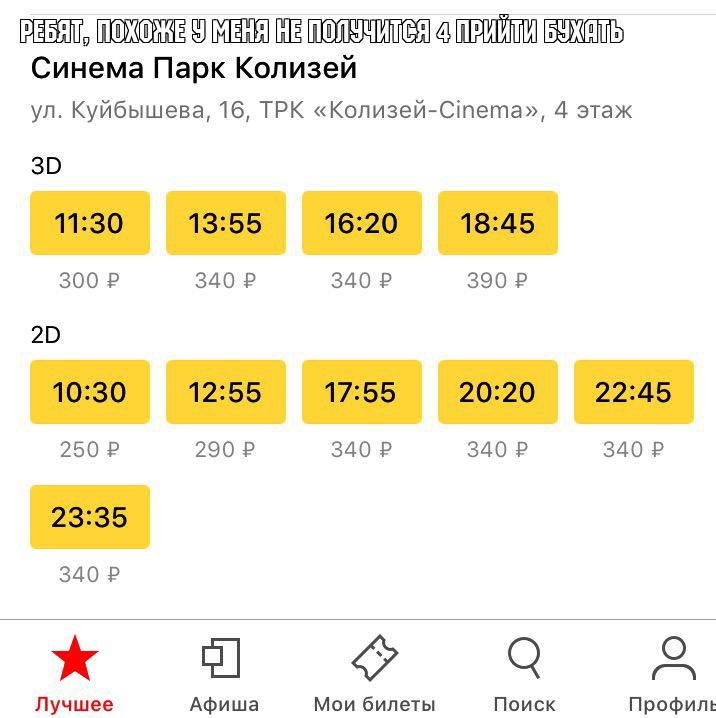 РЕБЯТ, ПОХОЖЕ У МЕНЯ НЕ ПОЛУЧИТСЯ 4 ПРИЙТИ БУХАТЬ
Синема Парк Колизей
ул. Куйбышева, 16, ТРК «Колизей-Cinema», 4 этаж
3D
11:30 13:55 16:20 18:45
300 ₽ 340 ₽ 340 ₽ 390 ₽
2D
10:30 12:55 17:55 20:20 22:45
250 ₽ 290 ₽ 340 ₽ 340 ₽ 340 ₽
23:35
340 ₽
Лучшее Афиша Мои билеты Поиск Профиль